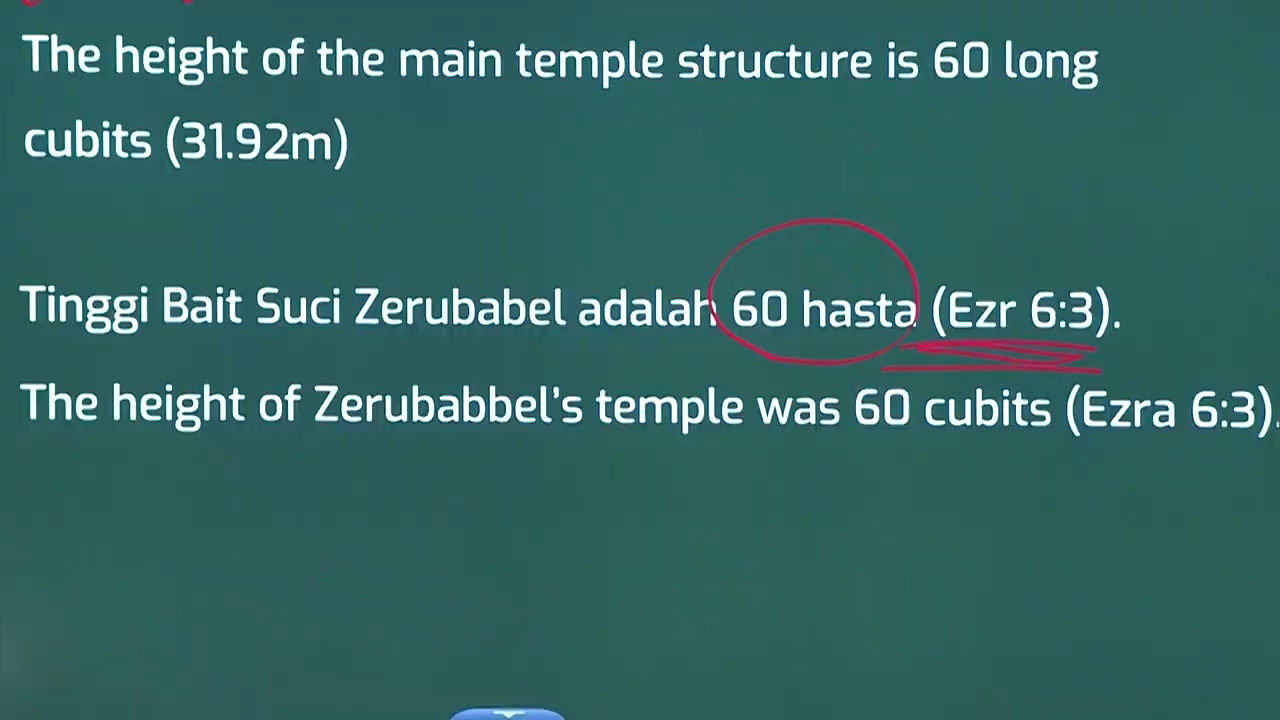 The height of the main temple structure is 60 long
cubits (31.92m)
Tinggi Bait Suci Zerubabel adalah 60 hasta (Ezr 6:3).
The height of Zerubabbel's temple was 60 cubits (Ezra 6:3).